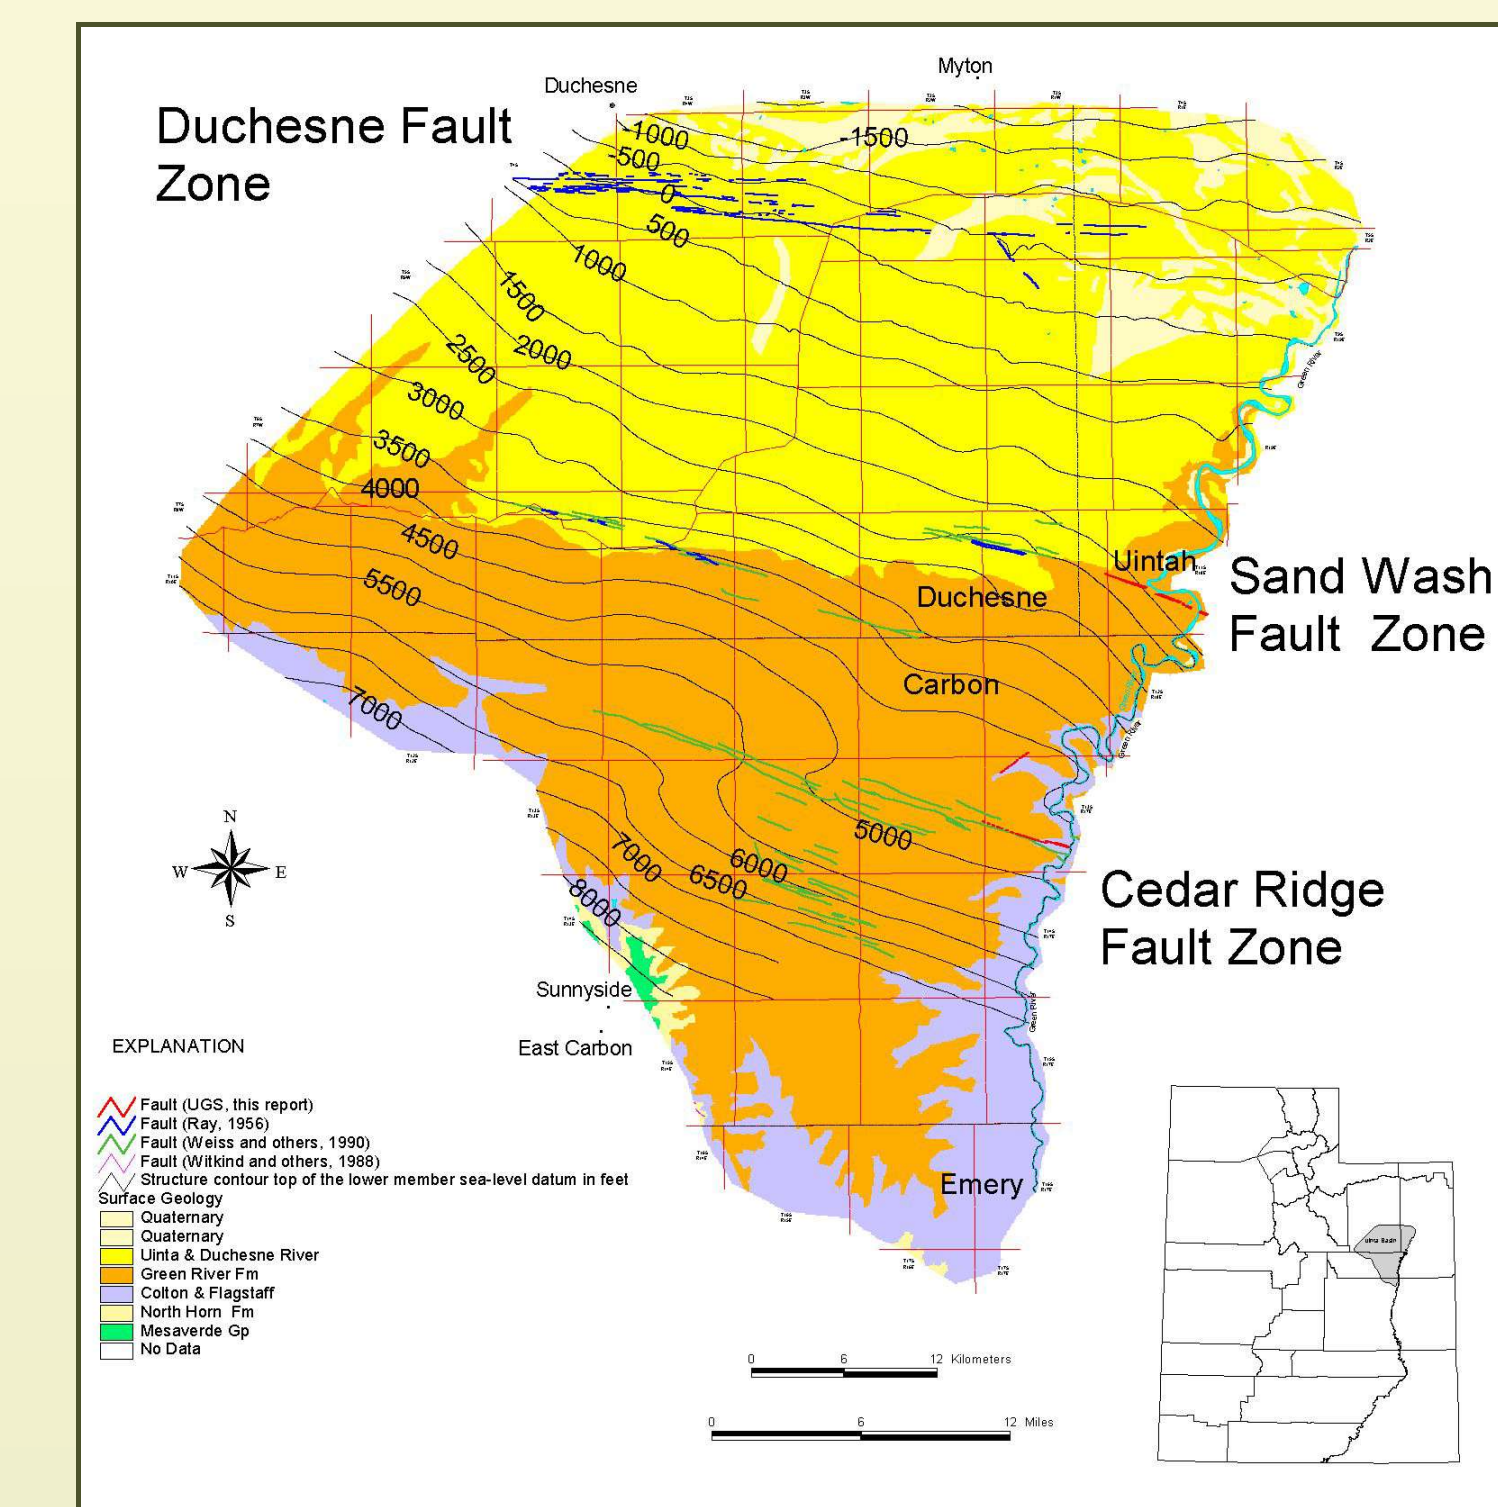 Duchesne
Myton
Duchesne Fault
Zone
-1000
-1500
-500
0
500
1000
1500
2000
2500
3000
3500
4000
4500
5500
7000
Uintah
Duchesne
Carbon
Sand Wash
Fault Zone
Green River
Green River
5000
6000
7000
6500
8000
Cedar Ridge
Fault Zone
Green River
N
W
E
S
Sunnyside
East Carbon
Emery
EXPLANATION
Fault (UGS, this report)
Fault (Ray, 1956)
Fault (Weiss and others, 1990)
Fault (Witkind and others, 1988)
Structure contour top of the lower member sea-level datum in feet
Surface Geology
Quaternary
Quaternary
Uinta & Duchesne River
Green River Fm
Colton & Flagstaff
North Horn Fm
Mesaverde Gp
No Data
0 6 12 Kilometers
0 6 12 Miles
Uinta Basin